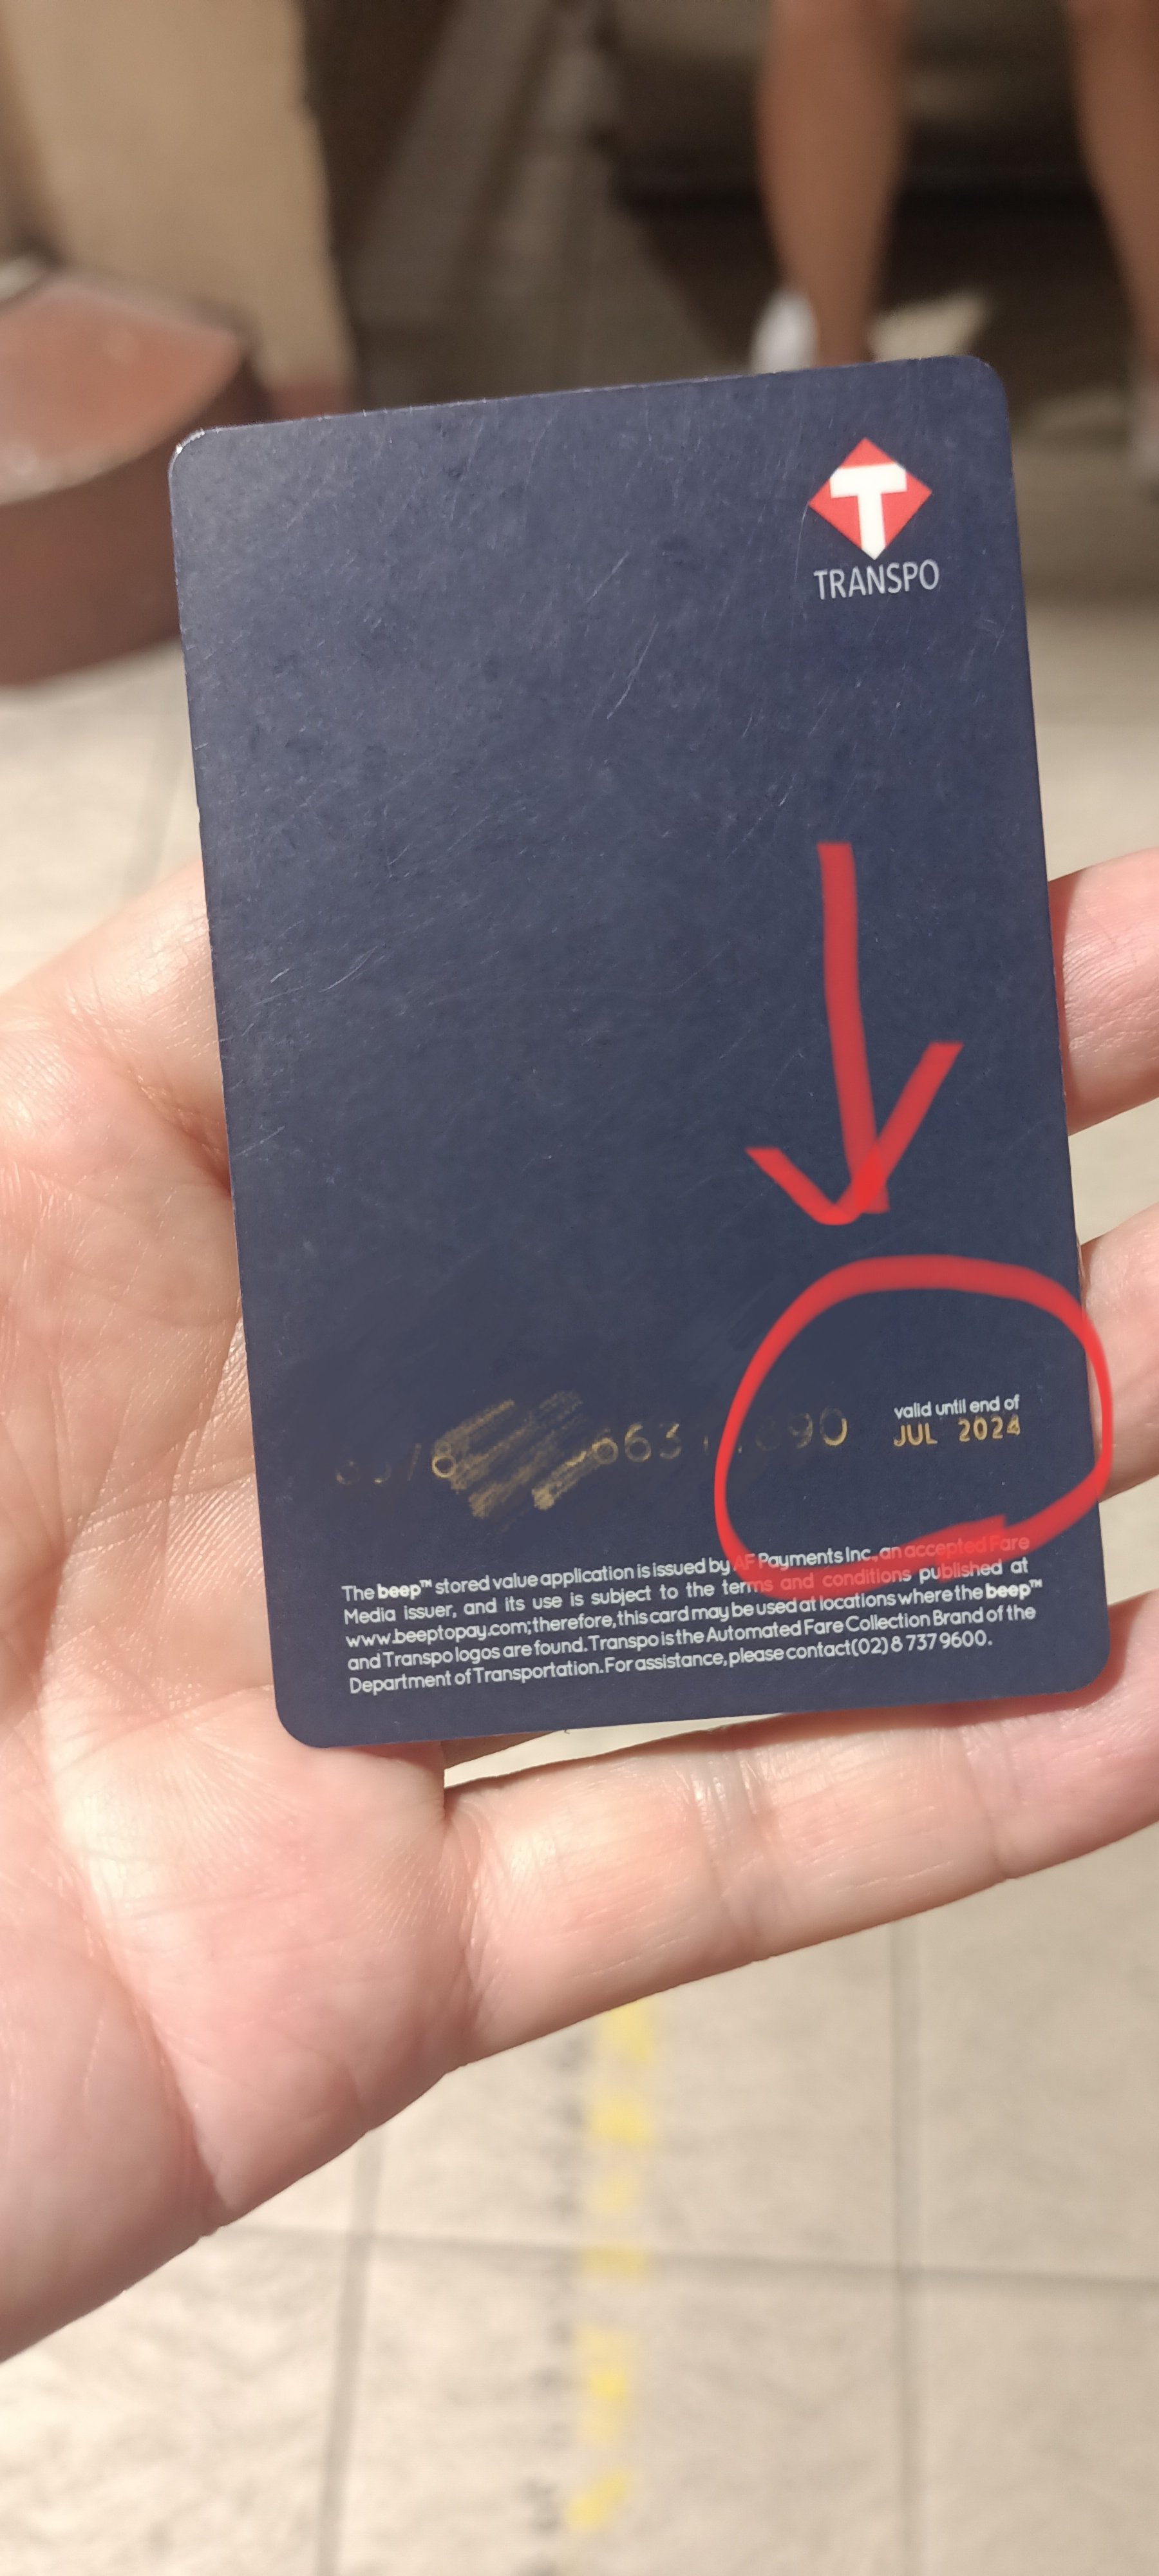 T
TRANSPO
valid until end of
JUL 2024
The beep™ stored value application is issued by AF Payments Inc., an accepted Fare
Media issuer, and its use is subject to the terms and conditions published at
www.beeptopay.com; therefore, this card may be used at locations where the beep™
and Transpo logos are found. Transpo is the Automated Fare Collection Brand of the
Department of Transportation. For assistance, please contact (02) 8 737 9600.